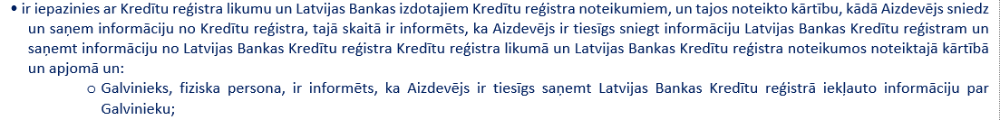 • ir iepazinies ar Kredītu reģistra likumu un Latvijas Bankas izdotajiem Kredītu reģistra noteikumiem, un tajos noteikto kārtību, kādā Aizdevējs sniedz
un saņem informāciju no Kredītu reģistra, tajā skaitā ir informēts, ka Aizdevējs ir tiesīgs sniegt informāciju Latvijas Bankas Kredītu reģistram un
saņemt informāciju no Latvijas Bankas Kredītu reģistra Kredītu reģistra likumā un Latvijas Bankas Kredītu reģistra noteikumos noteiktajā kārtībā
un apjomā un:
o Galvinieks, fiziska persona, ir informēts, ka Aizdevējs ir tiesīgs saņemt Latvijas Bankas Kredītu reģistrā iekļauto informāciju par
Galvinieku;